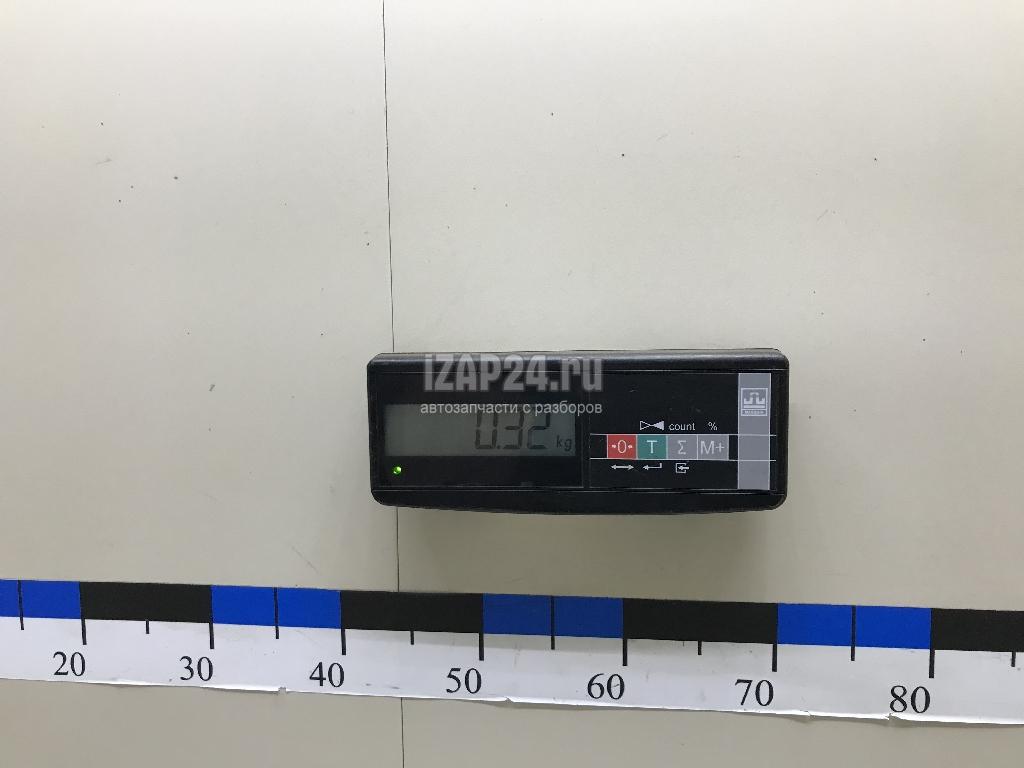 iZAP24.ru
автозапчасти с разборов
0.32 kg
count %
•0• T Σ M+
20 30 40 50 60 70 80